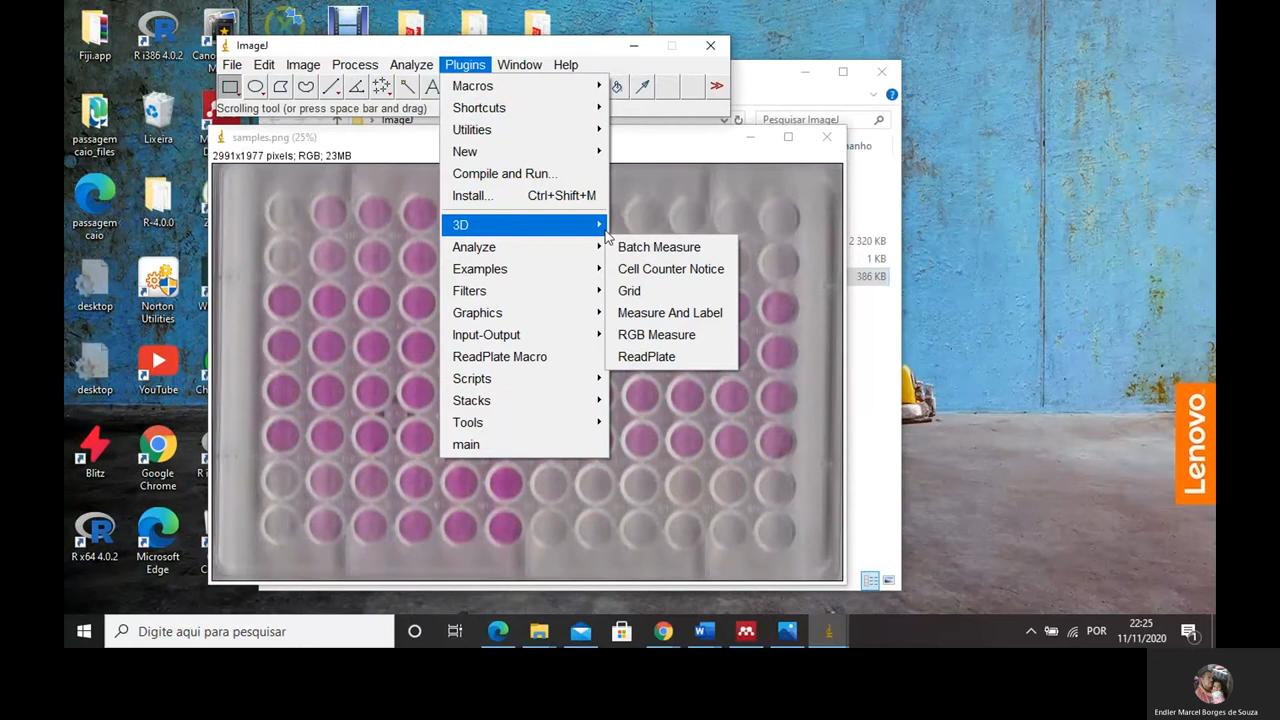 Fiji.app
R i386 4.0.2
Cano
ImageJ
File Edit Image Process Analyze Plugins Window Help
A
Scrolling tool (or press space bar and drag)
ImageJ
Pesquisar ImageJ
samples.png (25%)
2991x1977 pixels; RGB; 23MB
anho
2 320 KB
1 KB
386 KB
Macros
Shortcuts
Utilities
New
Compile and Run...
Install... Ctrl+Shift+M
3D
Analyze
Examples
Filters
Graphics
Input-Output
ReadPlate Macro
Scripts
Stacks
Tools
main
Batch Measure
Cell Counter Notice
Grid
Measure And Label
RGB Measure
ReadPlate
passagem
caio_files
Lixeira
passagem
caio
R-4.0.0
desktop
Norton
Utilities
desktop
YouTube
Blitz
Google
Chrome
R x64 4.0.2
Microsoft
Edge
Lenovo
Digite aqui para pesquisar
POR
22:25
11/11/2020
1
Endler Marcel Borges de Souza